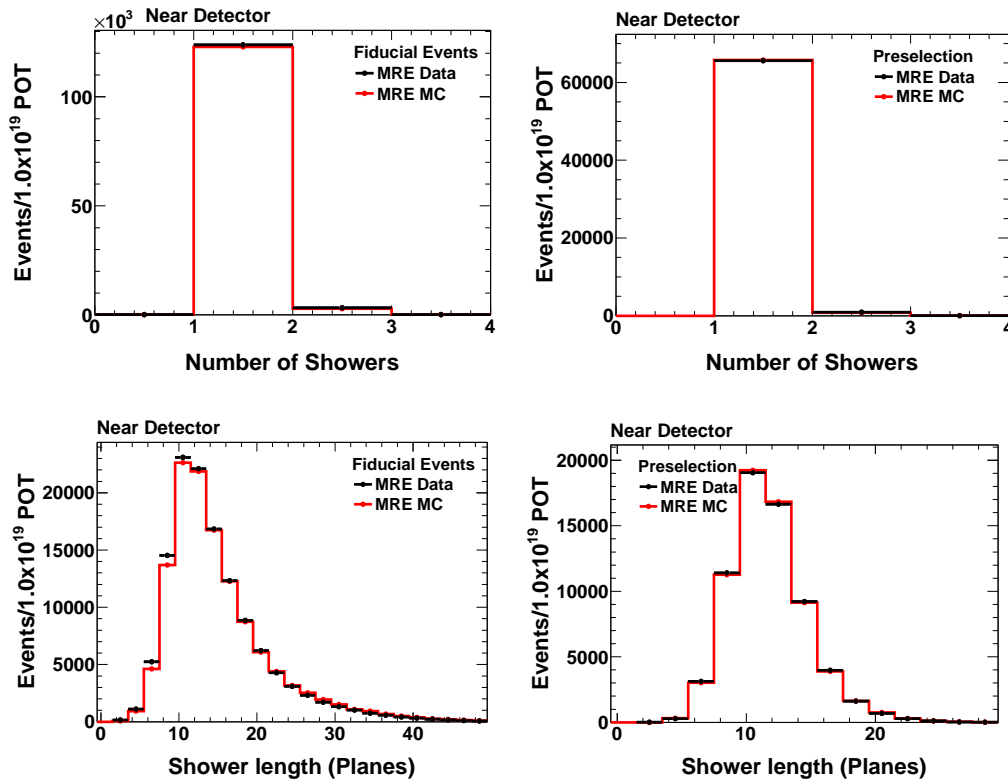 ×10³ Near Detector
Fiducial Events
MRE Data
MRE MC
100
50
0
0 1 2 3 4
Events/1.0x10¹⁹ POT
Number of Showers
Near Detector
Preselection
MRE Data
MRE MC
60000
40000
20000
0
0 1 2 3 4
Events/1.0x10¹⁹ POT
Number of Showers
Near Detector
Fiducial Events
MRE Data
MRE MC
20000
15000
10000
5000
0
0 10 20 30 40
Events/1.0x10¹⁹ POT
Shower length (Planes)
Near Detector
Preselection
MRE Data
MRE MC
20000
15000
10000
5000
0
0 10 20
Events/1.0x10¹⁹ POT
Shower length (Planes)